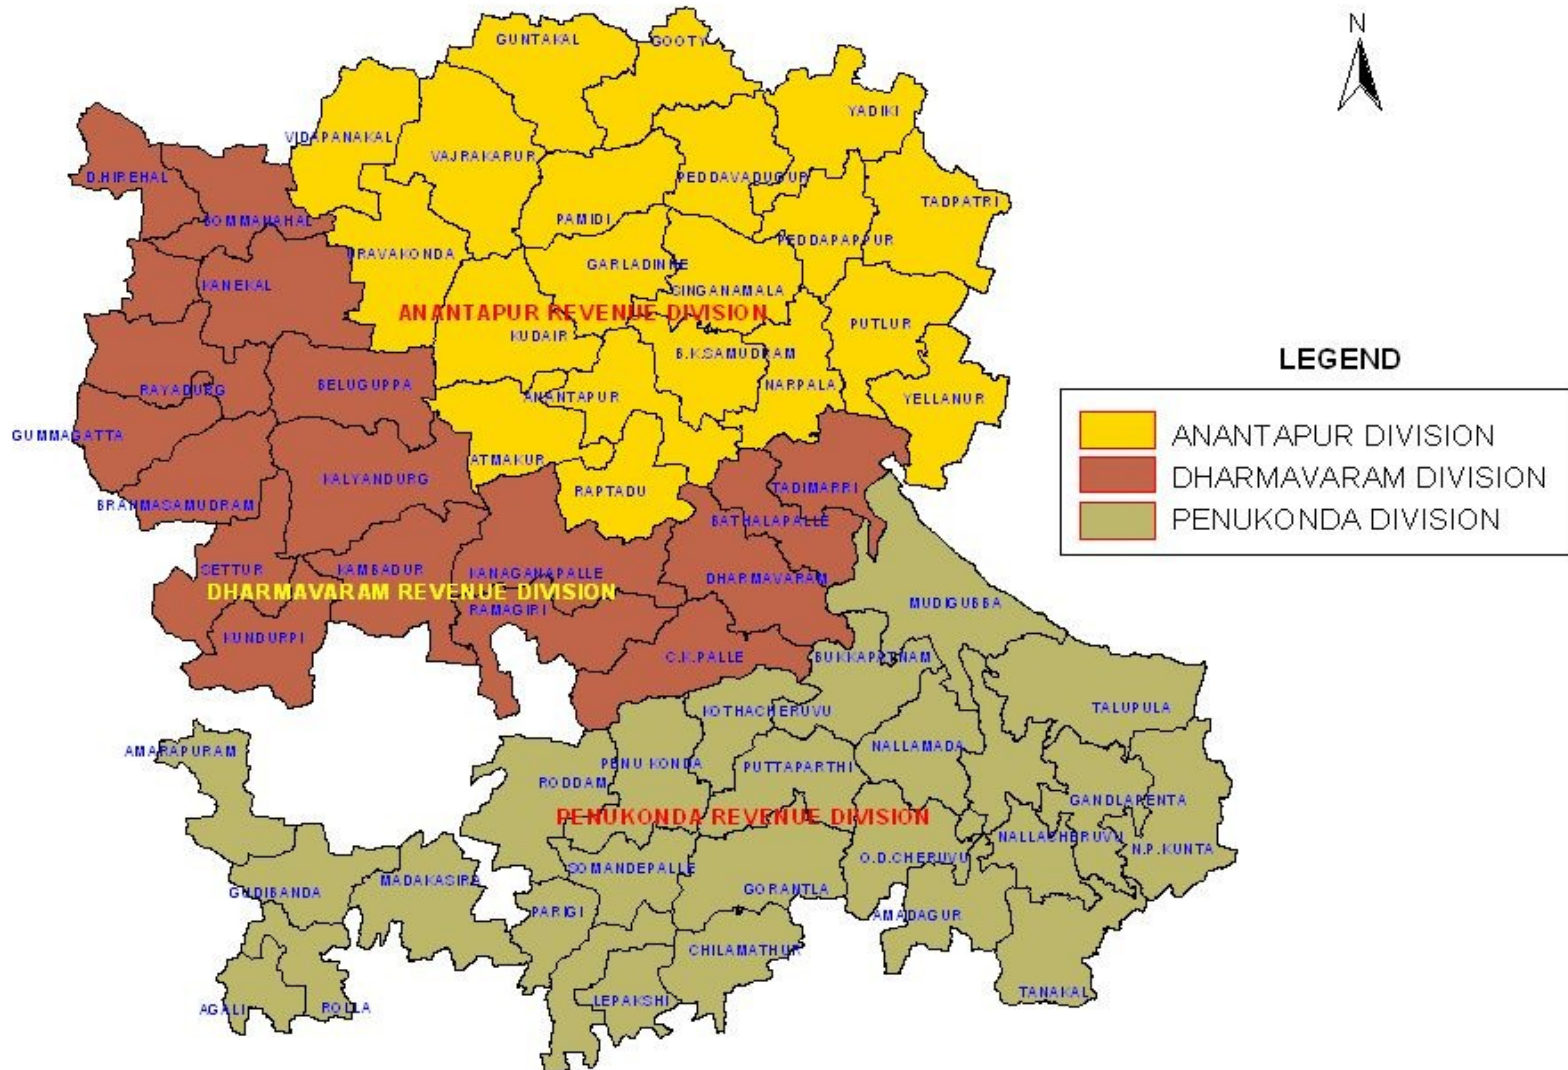 N
GUNTAKAL
GOOTY
YADIKI
VIDAPANAKAL
VAJRAKARUR
PEDDAVADUGUR
D.HIREHAL
BOMMANAHAL
PAMIDI
TADPATRI
URAVAKONDA
PEDDAPAPPUR
GARLADINNE
KANEKAL
SINGANAMALA
ANANTAPUR REVENUE DIVISION
KUDAIR
PUTLUR
B.K.SAMUDRAM
RAYADURG
BELUGUPPA
ANANTAPUR
NARPALA
YELLANUR
GUMMAGATTA
ATMAKUR
KALYANDURG
RAPTADU
TADIMARRI
BRAHMASAMUDRAM
BATHALAPALLE
SETTUR
KAMBADUR
KANAGANAPALLE
DHARMAVARAM
DHARMAVARAM REVENUE DIVISION
RAMAGIRI
MUDIGUBBA
KUNDURPI
C.K.PALLE
BUKKAPATNAM
KOTHACHERUVU
TALUPULA
AMARAPURAM
NALLAMADA
PENU KONDA
PUTTAPARTHI
RODDAM
GANDLAPENTA
PENUKONDA REVENUE DIVISION
NALLACHERUVU
N.P.KUNTA
O.D.CHERUVU
SOMANDEPALLE
MADAKASIRA
GUDIBANDA
GORANTLA
PARIGI
AMADAGUR
CHILAMATHUR
TANAKAL
LEPAKSHI
AGALI
ROLLA
LEGEND
ANANTAPUR DIVISION
DHARMAVARAM DIVISION
PENUKONDA DIVISION